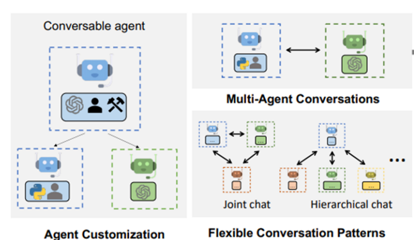 Conversable agent
Agent Customization
Multi-Agent Conversations
Joint chat
Hierarchical chat
...
Flexible Conversation Patterns